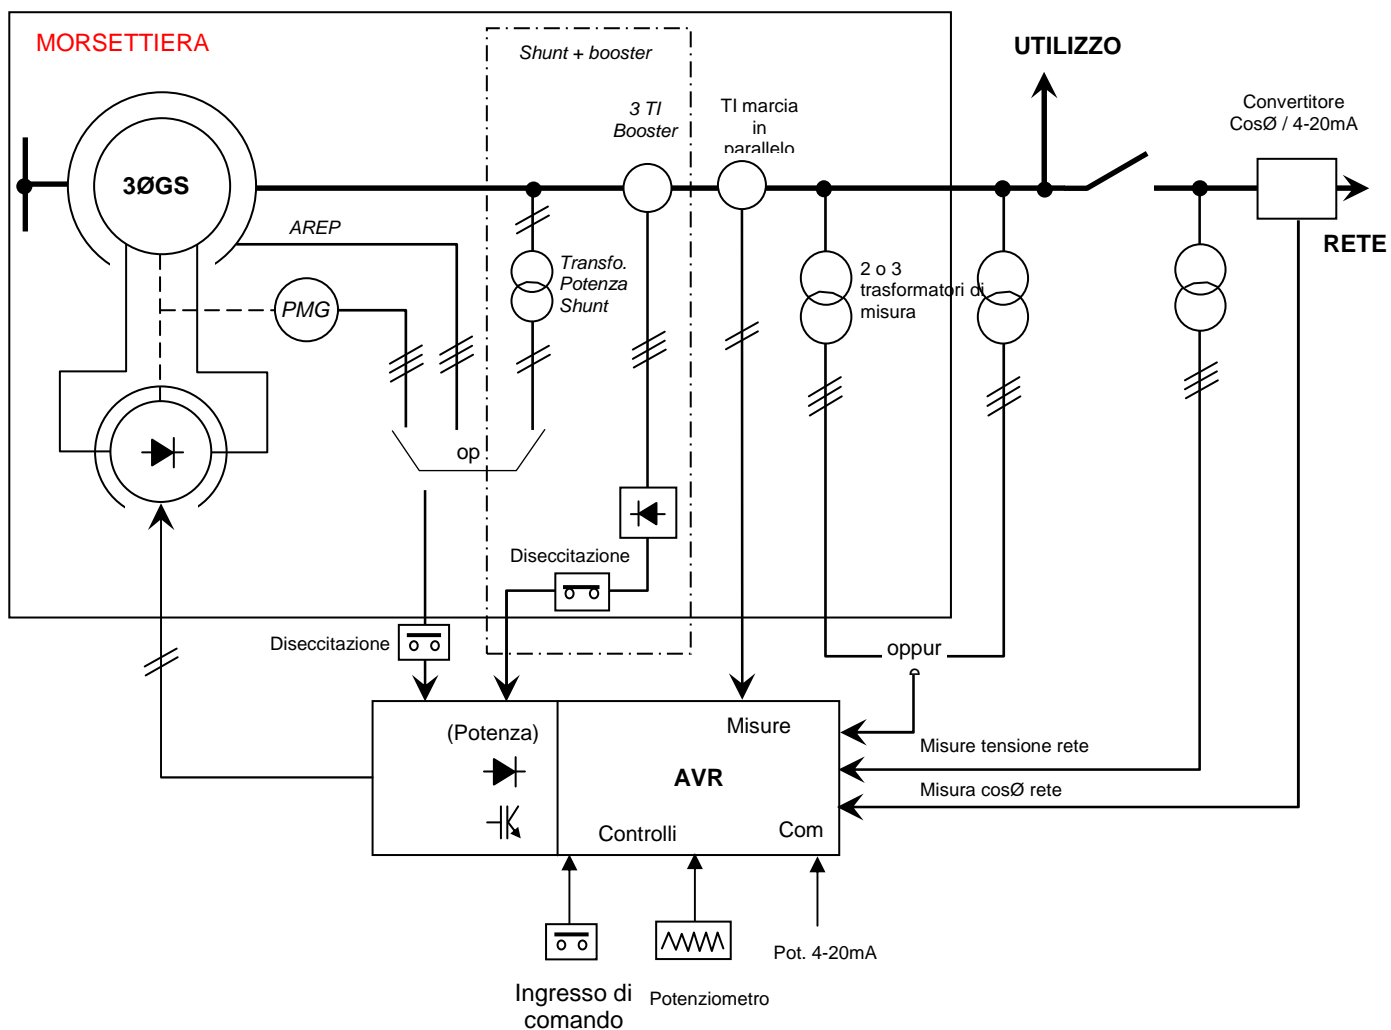 MORSETTIERA
Shunt + booster
UTILIZZO
3 TI
Booster
TI marcia
in
parallelo
Convertitore
CosØ / 4-20mA
3ØGS
AREP
RETE
Transfo.
Potenza
Shunt
2 o 3
trasformatori di
misura
PMG
op
Diseccitazione
Diseccitazione
oppur
(Potenza)
Misure
Misure tensione rete
AVR
Misura cosØ rete
Controlli
Com
Pot. 4-20mA
Ingresso di
comando
Potenziometro